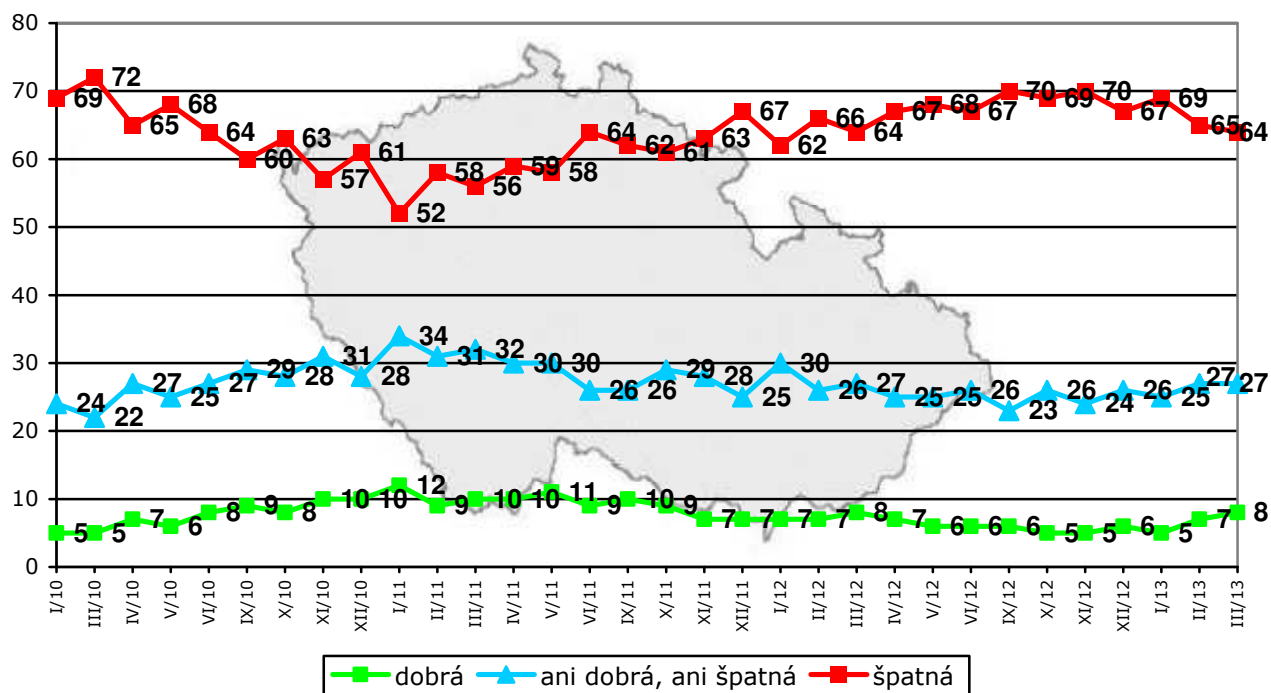 80
70
60
50
40
30
20
10
0
69 72 65 68 64 60 63 57 61 52 58 56 59 58 64 62 61 63 67 62 66 64 67 68 67 70 69 70 67 69 65 64
24 22 27 25 27 29 28 31 28 34 31 32 30 30 26 26 29 28 25 30 26 27 25 25 26 23 26 24 26 25 27 27
5 5 7 6 8 9 8 10 10 12 9 10 10 11 9 10 9 7 7 7 7 8 7 6 6 6 5 5 6 5 7 8
I/10 III/10 IV/10 V/10 VI/10 IX/10 X/10 XI/10 XII/10 I/11 II/11 III/11 IV/11 V/11 VI/11 IX/11 X/11 XI/11 XII/11 I/12 II/12 III/12 IV/12 V/12 VI/12 IX/12 X/12 XI/12 XII/12 I/13 II/13 III/13
dobrá ani dobrá, ani špatná špatná